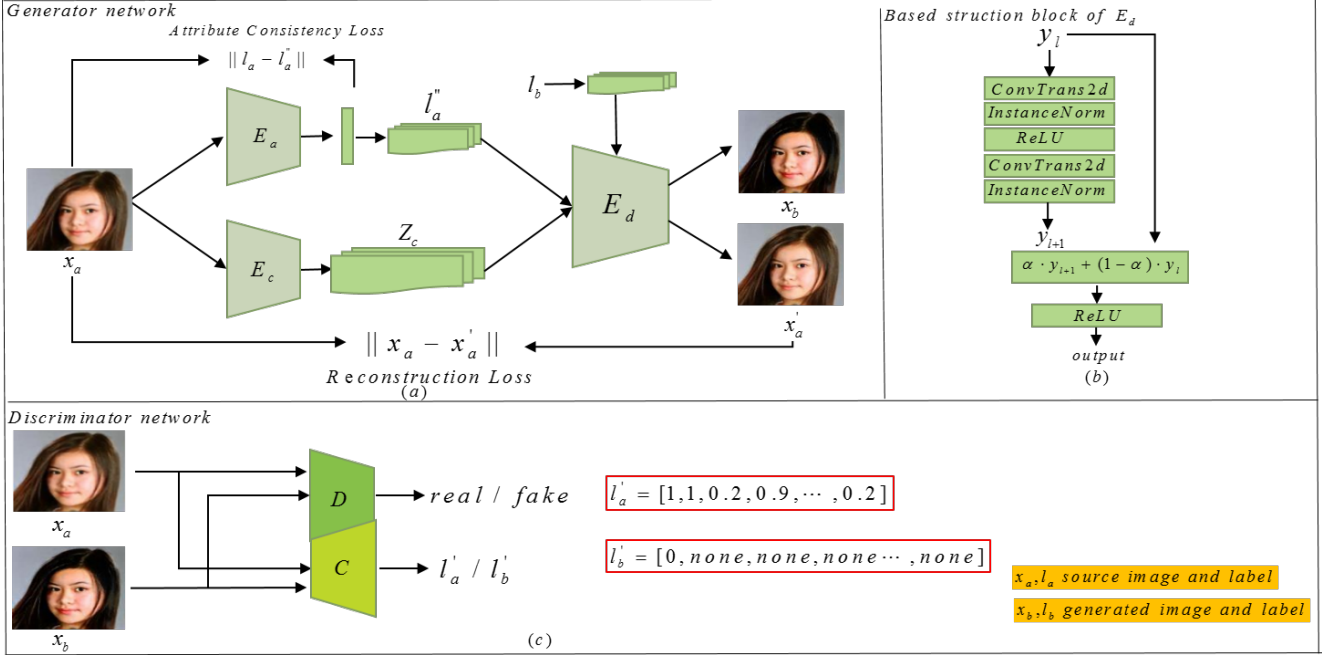 Generator network
Attribute Consistency Loss
|| l_a − l_a'' ||
E_a
l_a''
l_b
x_a
E_c
Z_c
E_d
x_b
x_a'
|| x_a − x_a' ||
Reconstruction Loss
(a)
Based struction block of E_d
y_l
ConvTrans2d
InstanceNorm
ReLU
ConvTrans2d
InstanceNorm
y_{l+1}
α · y_{l+1} + (1 − α) · y_l
ReLU
output
(b)
Discriminator network
x_a
x_b
D
C
real / fake
l_a' / l_b'
l_a' = [1,1,0.2,0.9,⋯,0.2]
l_b' = [0, none, none, none⋯, none]
x_a,l_a source image and label
x_b,l_b generated image and label
(c)